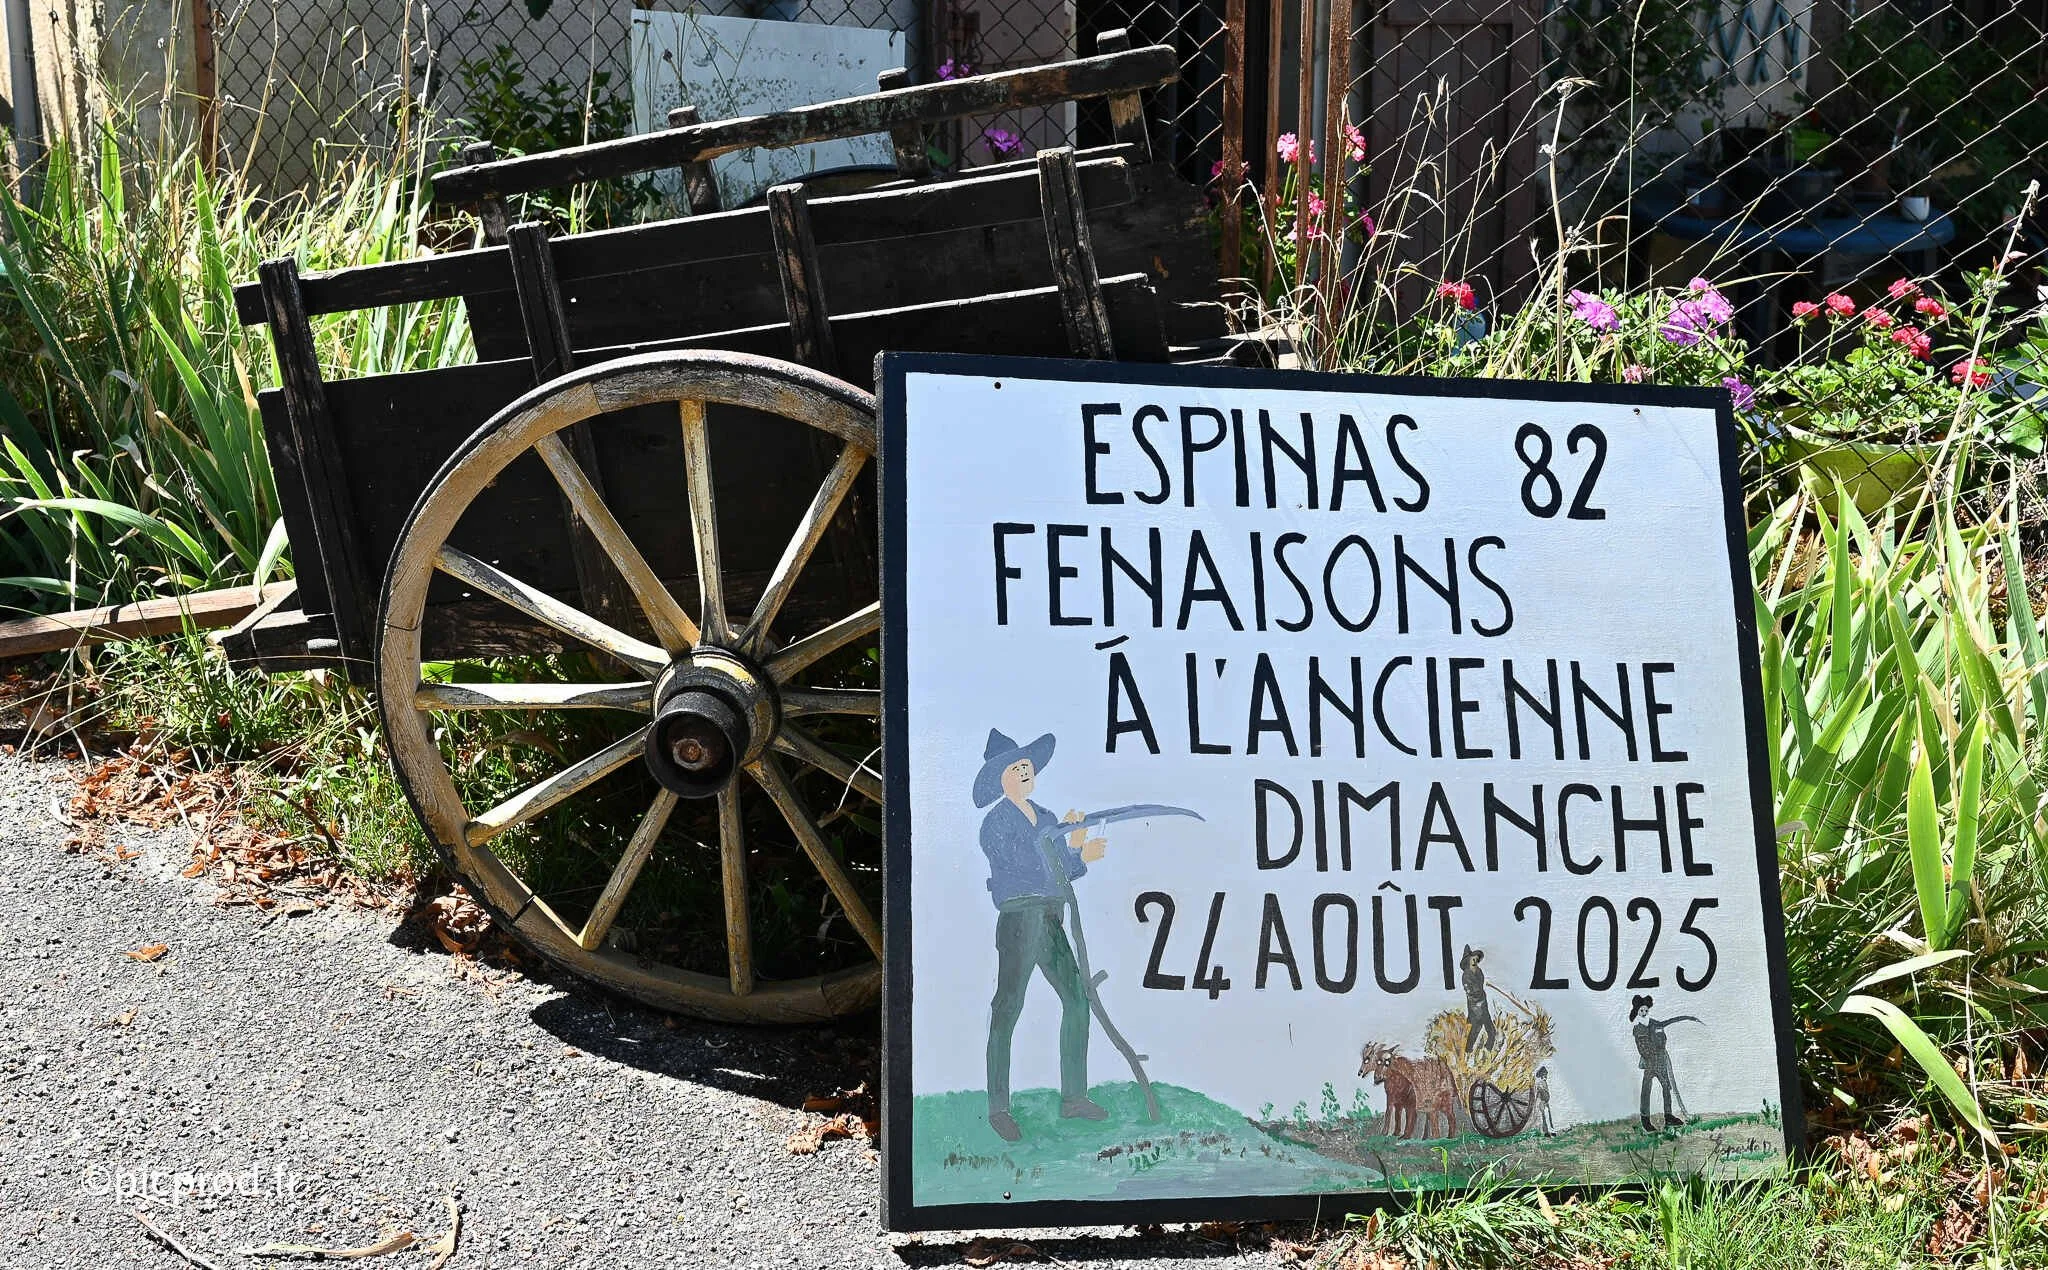 ESPINAS 82
FENAISONS
Á L'ANCIENNE
DIMANCHE
24 AOÛT 2025
©picprod.fr